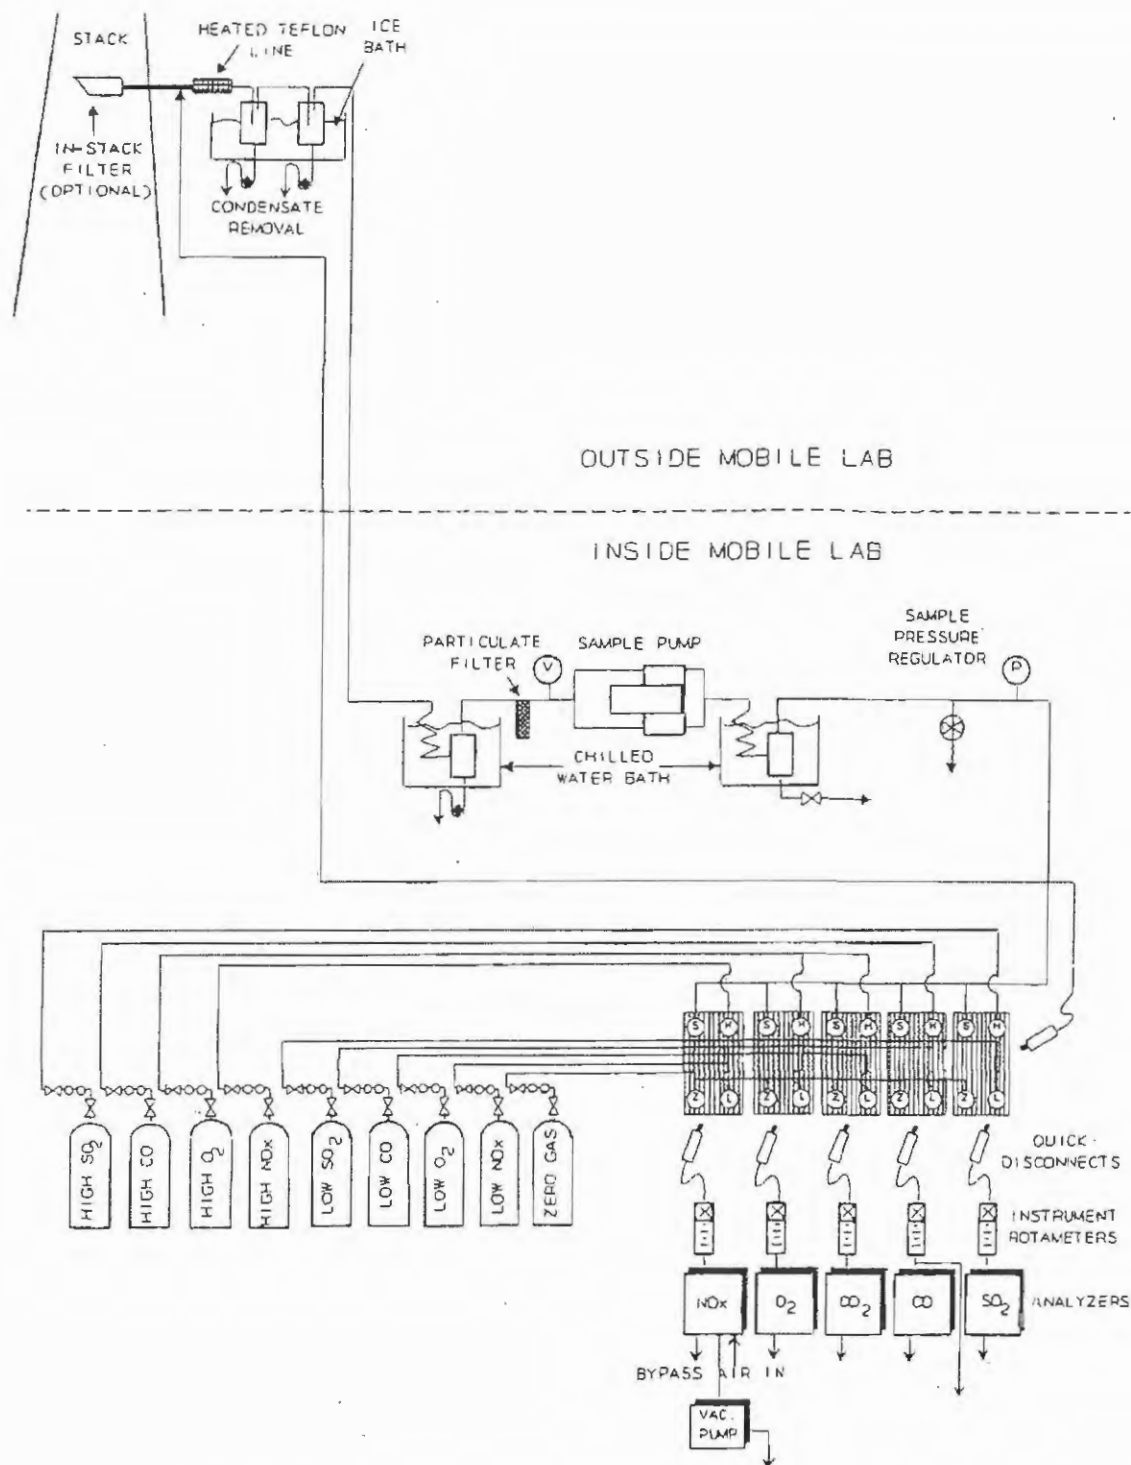 STACK
HEATED TEFLON
LINE
ICE
BATH
IN-STACK
FILTER
(OPTIONAL)
CONDENSATE
REMOVAL
OUTSIDE MOBILE LAB
INSIDE MOBILE LAB
PARTICULATE
FILTER
V
SAMPLE PUMP
SAMPLE
PRESSURE
REGULATOR
P
CHILLED
WATER BATH
S H S H S H S H S H
Z L Z L Z L Z L Z L
HIGH SO2
HIGH CO
HIGH O2
HIGH NOx
LOW SO2
LOW CO
LOW O2
LOW NOx
ZERO GAS
QUICK-
DISCONNECTS
INSTRUMENT
ROTAMETERS
NOx
O2
CO2
CO
SO2
ANALYZERS
BYPASS AIR IN
VAC.
PUMP